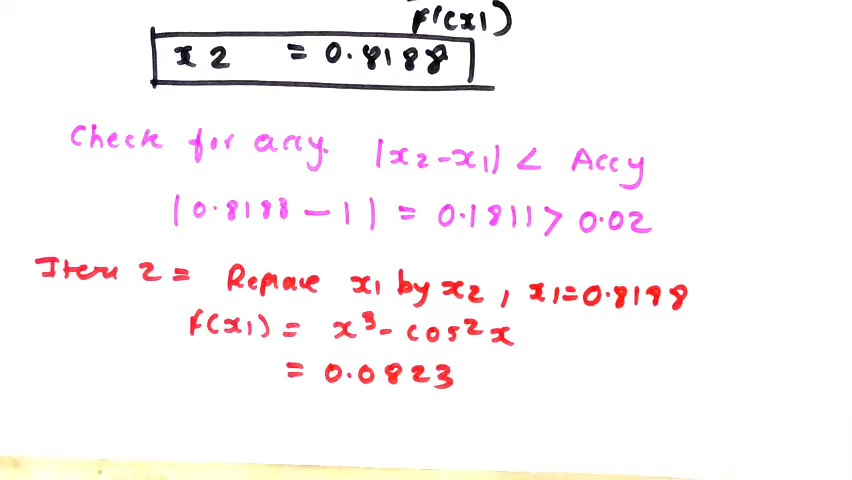 F'(x1)
x2 = 0.8188
Check for accy. |x2-x1| < Accy
|0.8188 - 1| = 0.1811 > 0.02
Iter 2 = Replace x1 by x2, x1=0.8198
F(x1) = x³-cos²x
= 0.0823